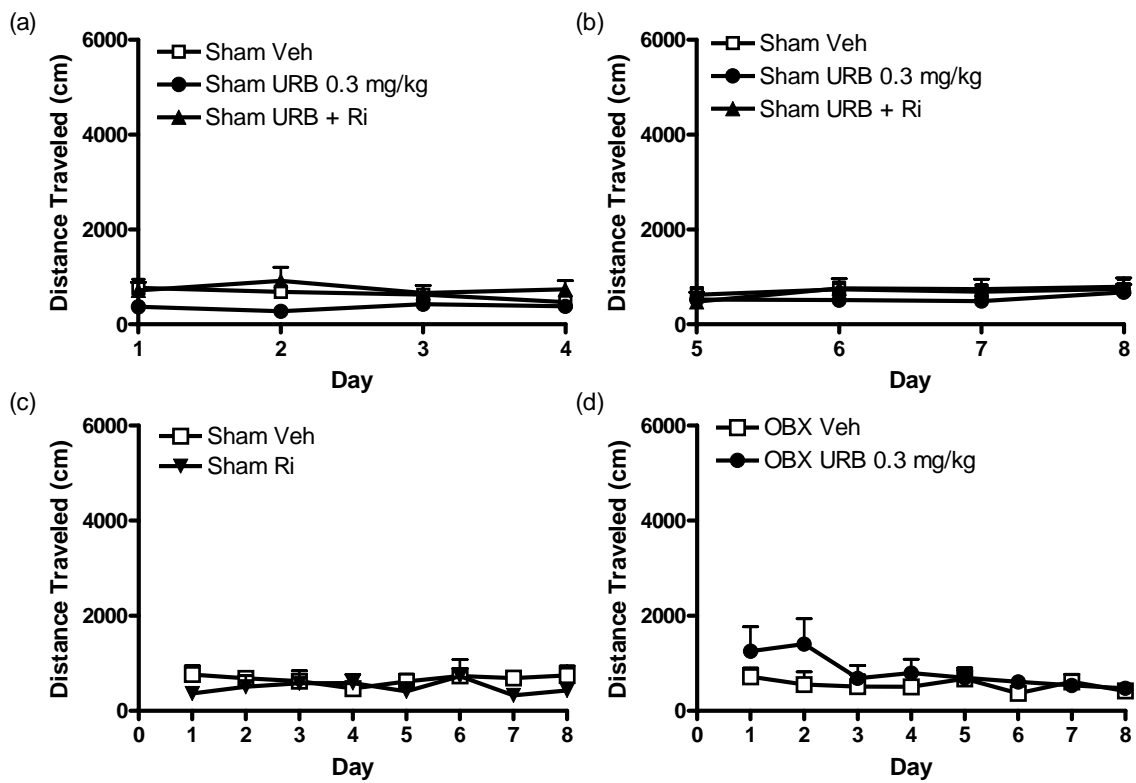 (a)
6000
4000
2000
0
Distance Traveled (cm)
Sham Veh
Sham URB 0.3 mg/kg
Sham URB + Ri
1 2 3 4
Day
(b)
6000
4000
2000
0
Distance Traveled (cm)
Sham Veh
Sham URB 0.3 mg/kg
Sham URB + Ri
5 6 7 8
Day
(c)
6000
4000
2000
0
Distance Traveled (cm)
Sham Veh
Sham Ri
0 1 2 3 4 5 6 7 8
Day
(d)
6000
4000
2000
0
Distance Traveled (cm)
OBX Veh
OBX URB 0.3 mg/kg
0 1 2 3 4 5 6 7 8
Day